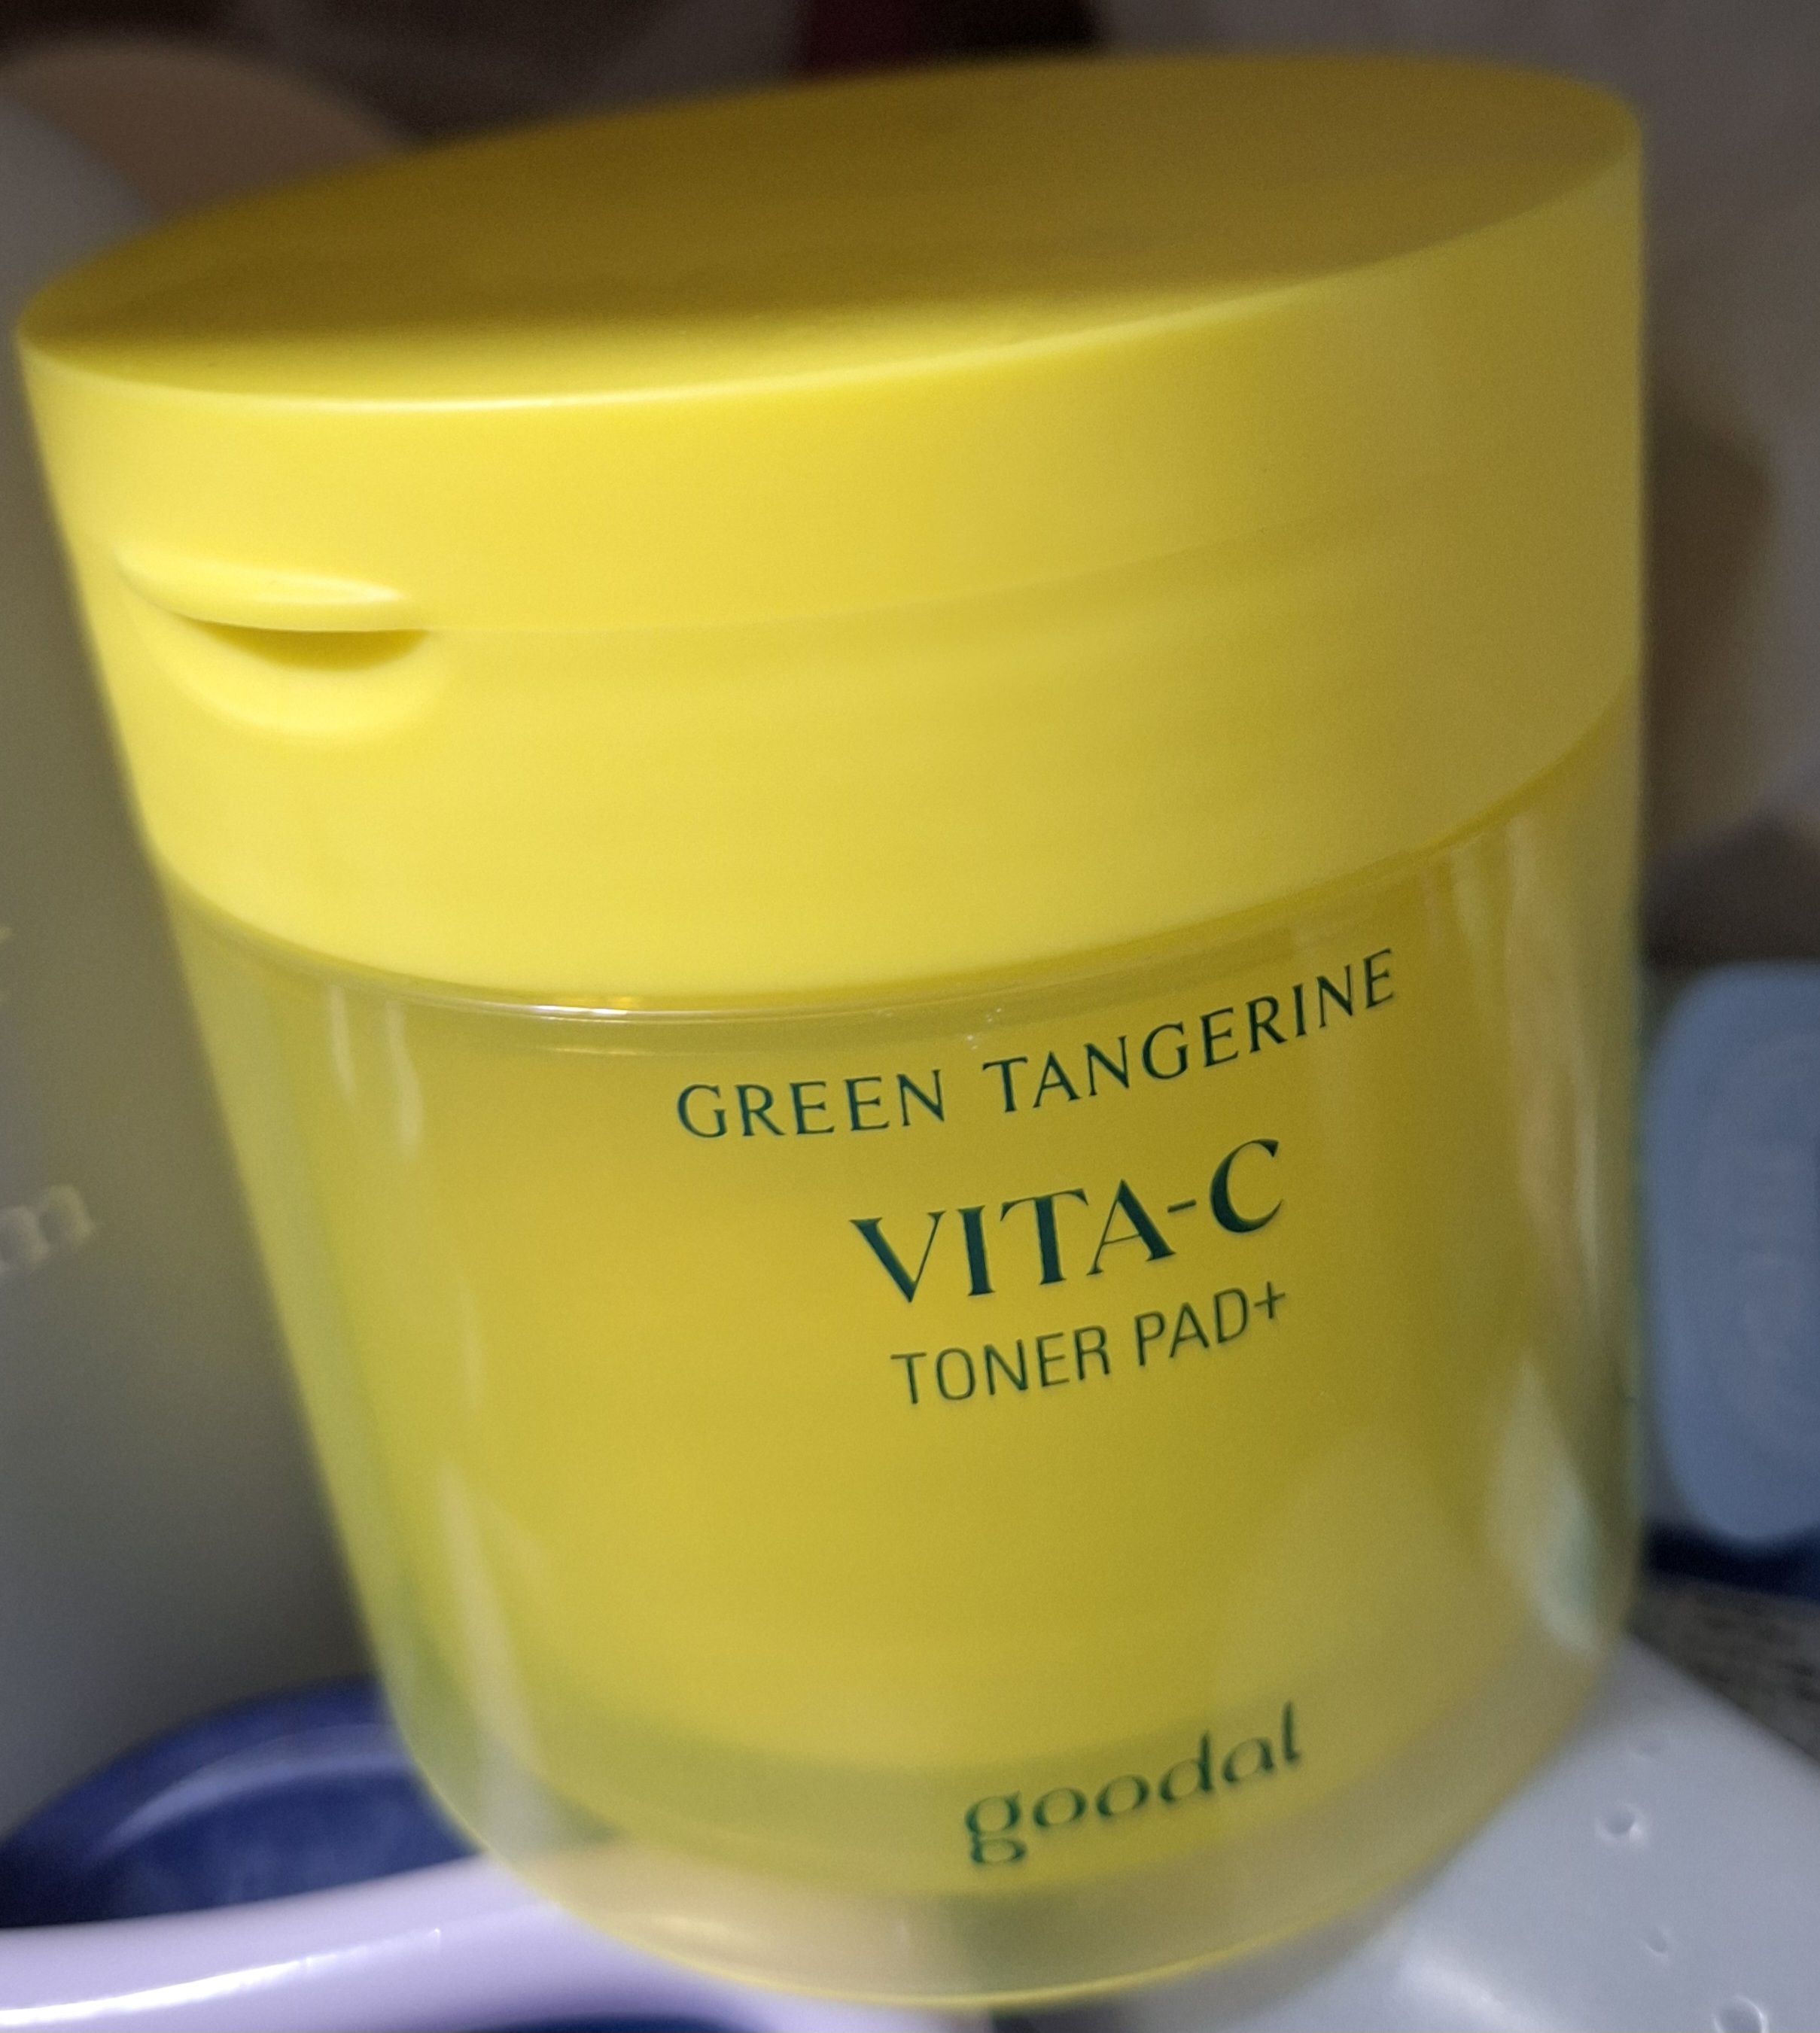 GREEN TANGERINE
VITA-C
TONER PAD+
goodal